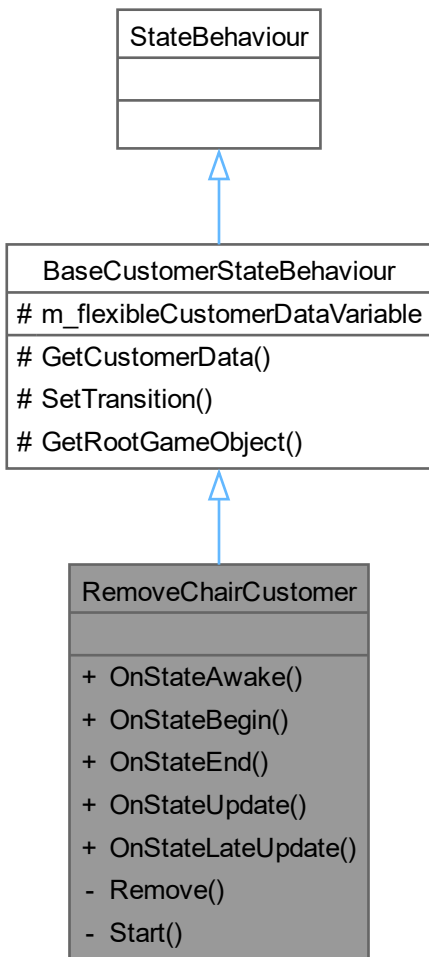 StateBehaviour
BaseCustomerStateBehaviour
# m_flexibleCustomerDataVariable
# GetCustomerData()
# SetTransition()
# GetRootGameObject()
RemoveChairCustomer
+ OnStateAwake()
+ OnStateBegin()
+ OnStateEnd()
+ OnStateUpdate()
+ OnStateLateUpdate()
- Remove()
- Start()